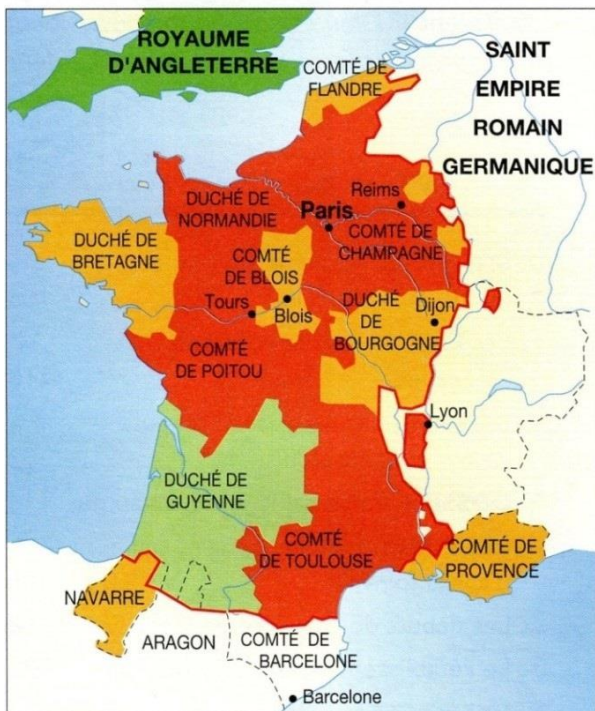 ROYAUME
D'ANGLETERRE
COMTÉ DE
FLANDRE
SAINT
EMPIRE
ROMAIN
GERMANIQUE
DUCHÉ DE
NORMANDIE
Reims
Paris
COMTÉ DE
CHAMPAGNE
DUCHÉ DE
BRETAGNE
COMTÉ
DE BLOIS
Tours
Blois
DUCHÉ
DE
BOURGOGNE
Dijon
COMTÉ
DE POITOU
Lyon
DUCHÉ DE
GUYENNE
COMTÉ
DE TOULOUSE
COMTÉ DE
PROVENCE
NAVARRE
ARAGON
COMTÉ DE
BARCELONE
Barcelone